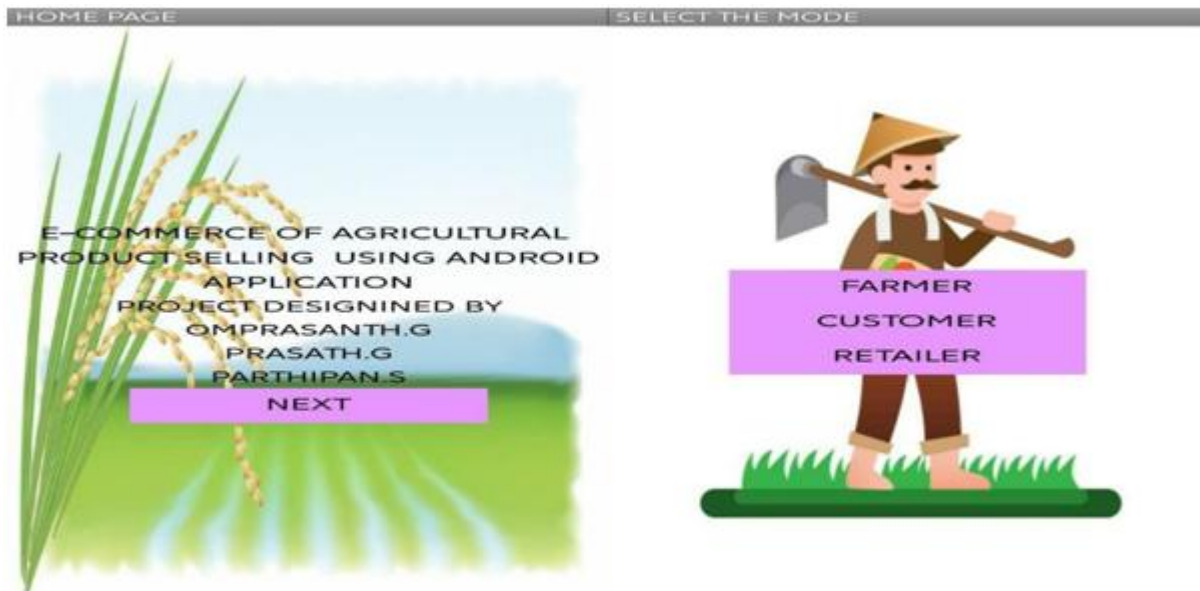 HOME PAGE
E-COMMERCE OF AGRICULTURAL
PRODUCT SELLING USING ANDROID
APPLICATION
PROJECT DESIGNINED BY
OMPRASANTH.G
PRASATH.G
PARTHIPAN.S
NEXT
SELECT THE MODE
FARMER
CUSTOMER
RETAILER